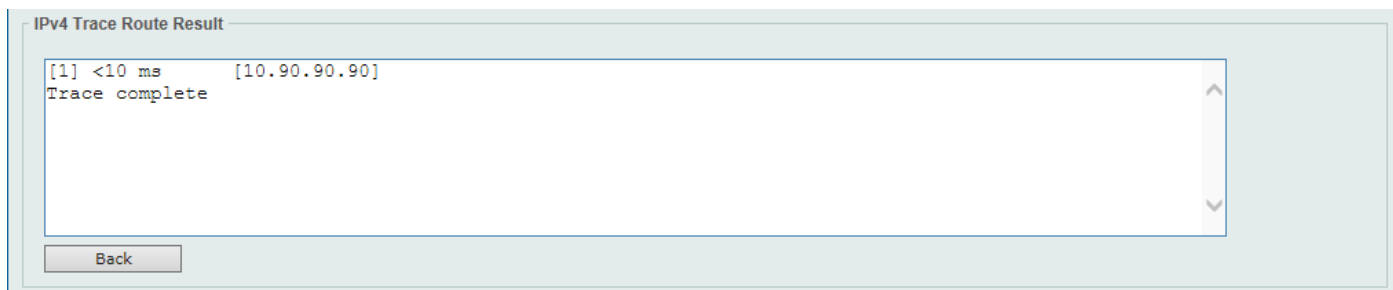 IPv4 Trace Route Result
[1] <10 ms [10.90.90.90]
Trace complete
Back